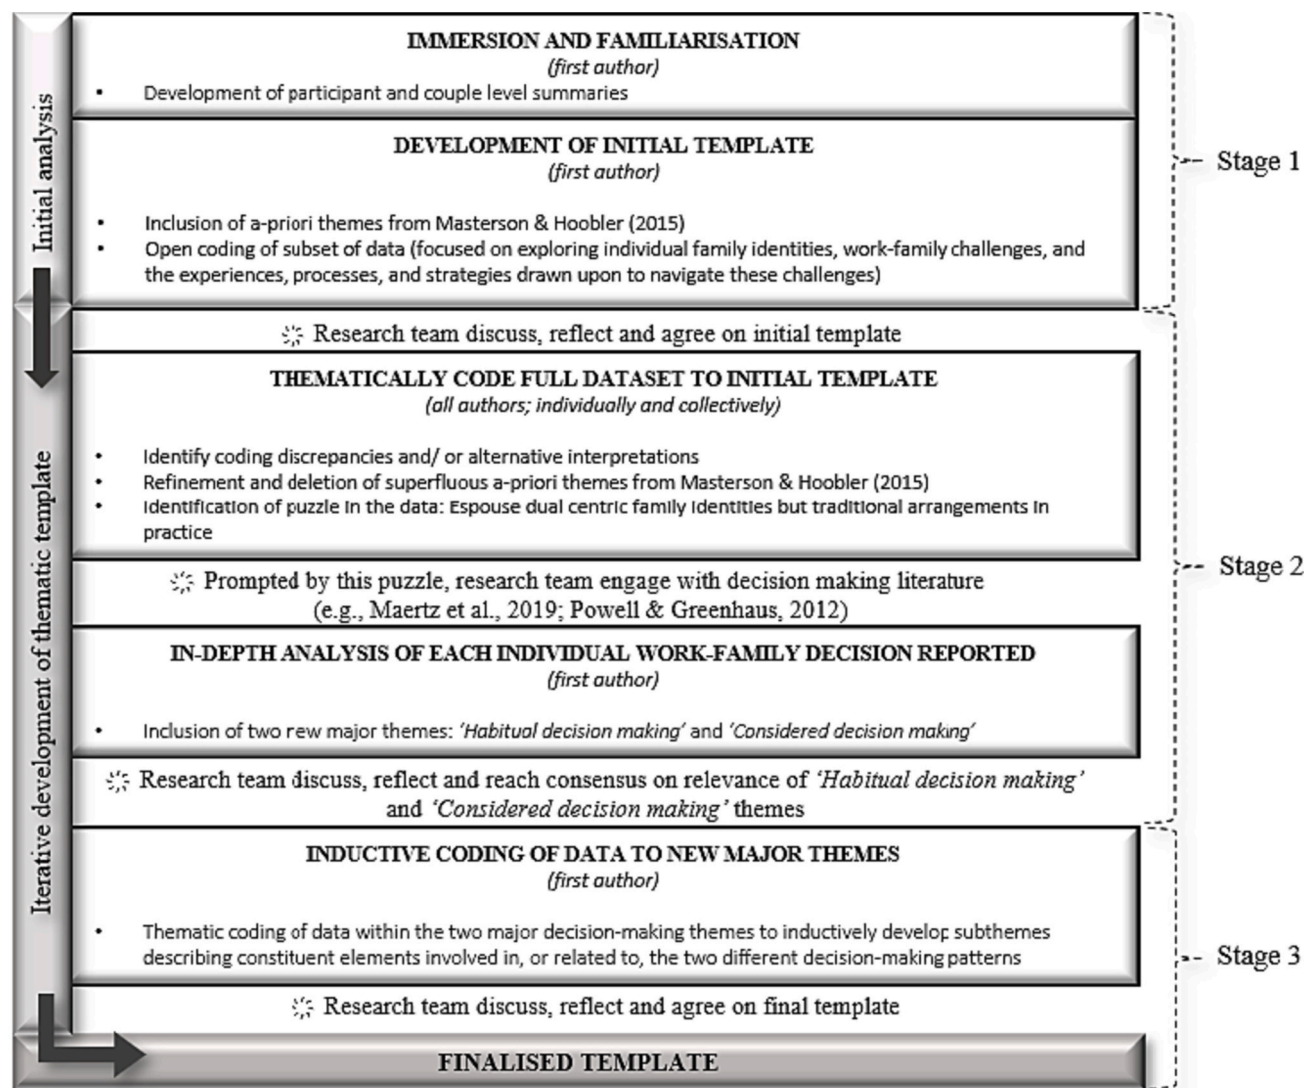 IMMERSION AND FAMILIARISATION
(first author)
• Development of participant and couple level summaries
DEVELOPMENT OF INITIAL TEMPLATE
(first author)
• Inclusion of a-priori themes from Masterson & Hoobler (2015)
• Open coding of subset of data (focused on exploring individual family identities, work-family challenges, and
the experiences, processes, and strategies drawn upon to navigate these challenges)
Initial analysis
Stage 1
Research team discuss, reflect and agree on initial template
THEMATICALLY CODE FULL DATASET TO INITIAL TEMPLATE
(all authors; individually and collectively)
• Identify coding discrepancies and/ or alternative interpretations
• Refinement and deletion of superfluous a-priori themes from Masterson & Hoobler (2015)
• Identification of puzzle in the data: Espouse dual centric family identities but traditional arrangements in
practice
Prompted by this puzzle, research team engage with decision making literature
(e.g., Maertz et al., 2019; Powell & Greenhaus, 2012)
IN-DEPTH ANALYSIS OF EACH INDIVIDUAL WORK-FAMILY DECISION REPORTED
(first author)
• Inclusion of two new major themes: 'Habitual decision making' and 'Considered decision making'
Research team discuss, reflect and reach consensus on relevance of 'Habitual decision making'
and 'Considered decision making' themes
Stage 2
Iterative development of thematic template
INDUCTIVE CODING OF DATA TO NEW MAJOR THEMES
(first author)
• Thematic coding of data within the two major decision-making themes to inductively develop subthemes
describing constituent elements involved in, or related to, the two different decision-making patterns
Research team discuss, reflect and agree on final template
Stage 3
FINALISED TEMPLATE